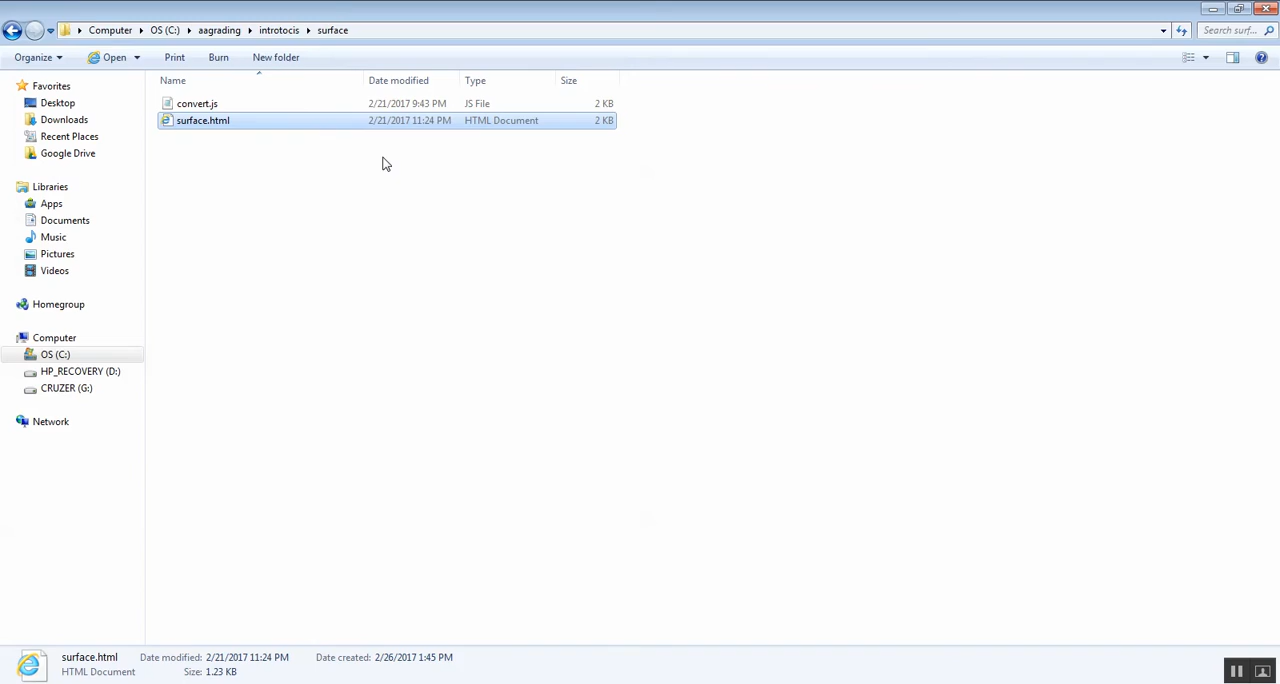 Computer OS (C:) aagrading introtocis surface
Search surf...
Organize Open Print Burn New folder
Name Date modified Type Size
convert.js 2/21/2017 9:43 PM JS File 2 KB
surface.html 2/21/2017 11:24 PM HTML Document 2 KB
Favorites
Desktop
Downloads
Recent Places
Google Drive
Libraries
Apps
Documents
Music
Pictures
Videos
Homegroup
Computer
OS (C:)
HP_RECOVERY (D:)
CRUZER (G:)
Network
surface.html Date modified: 2/21/2017 11:24 PM Date created: 2/26/2017 1:45 PM
HTML Document Size: 1.23 KB